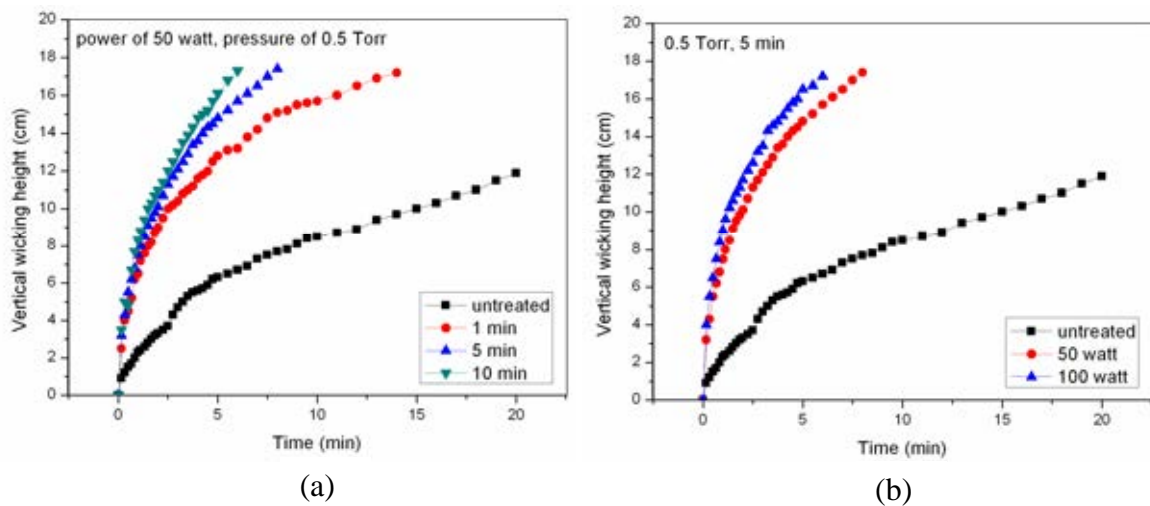 power of 50 watt, pressure of 0.5 Torr
20
18
16
14
12
10
8
6
4
2
0
Vertical wicking height (cm)
untreated
1 min
5 min
10 min
0
5
10
15
20
Time (min)
(a)
0.5 Torr, 5 min
20
18
16
14
12
10
8
6
4
2
0
Vertical wicking height (cm)
untreated
50 watt
100 watt
0
5
10
15
20
Time (min)
(b)